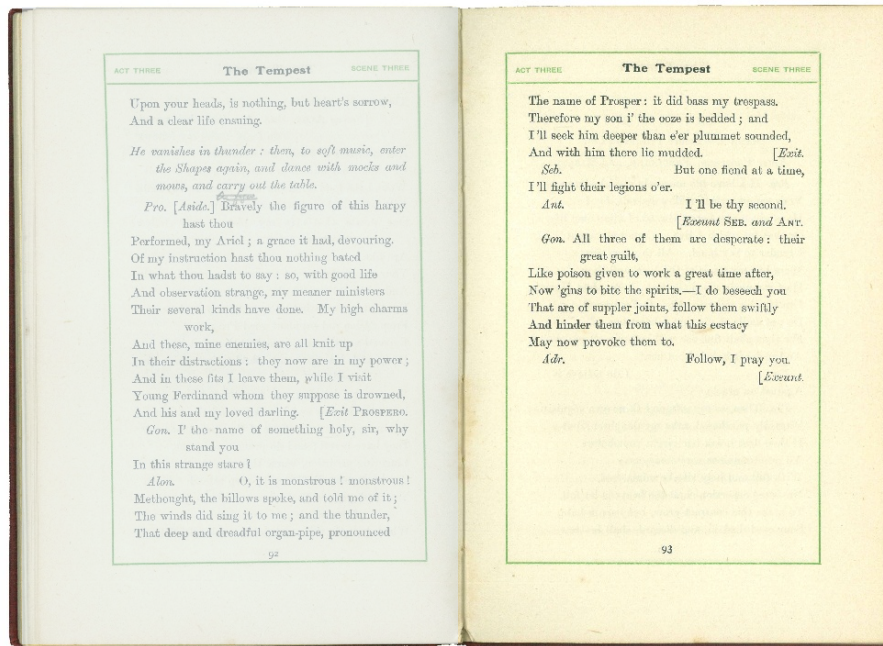 ACT THREE The Tempest SCENE THREE
Upon your heads, is nothing, but heart's sorrow,
And a clear life ensuing.
He vanishes in thunder : then, to soft music, enter
the Shapes again, and dance with mocks and
mows, and carry out the table.
Pro. [Aside.] Bravely the figure of this harpy
hast thou
Performed, my Ariel ; a grace it had, devouring.
Of my instruction hast thou nothing bated
In what thou hadst to say : so, with good life
And observation strange, my meaner ministers
Their several kinds have done. My high charms
work,
And these, mine enemies, are all knit up
In their distractions : they now are in my power ;
And in these fits I leave them, while I visit
Young Ferdinand whom they suppose is drowned,
And his and my loved darling. [Exit PROSPERO.
Gon. I' the name of something holy, sir, why
stand you
In this strange stare ?
Alon. O, it is monstrous ! monstrous !
Methought, the billows spoke, and told me of it ;
The winds did sing it to me ; and the thunder,
That deep and dreadful organ-pipe, pronounced
92
ACT THREE The Tempest SCENE THREE
The name of Prosper : it did bass my trespass.
Therefore my son i' the ooze is bedded ; and
I 'll seek him deeper than e'er plummet sounded,
And with him there lie mudded. [Exit.
Seb. But one fiend at a time,
I 'll fight their legions o'er.
Ant. I 'll be thy second.
[Exeunt SEB. and ANT.
Gon. All three of them are desperate : their
great guilt,
Like poison given to work a great time after,
Now 'gins to bite the spirits.—I do beseech you
That are of suppler joints, follow them swiftly
And hinder them from what this ecstacy
May now provoke them to.
Adr. Follow, I pray you.
[Exeunt.
93